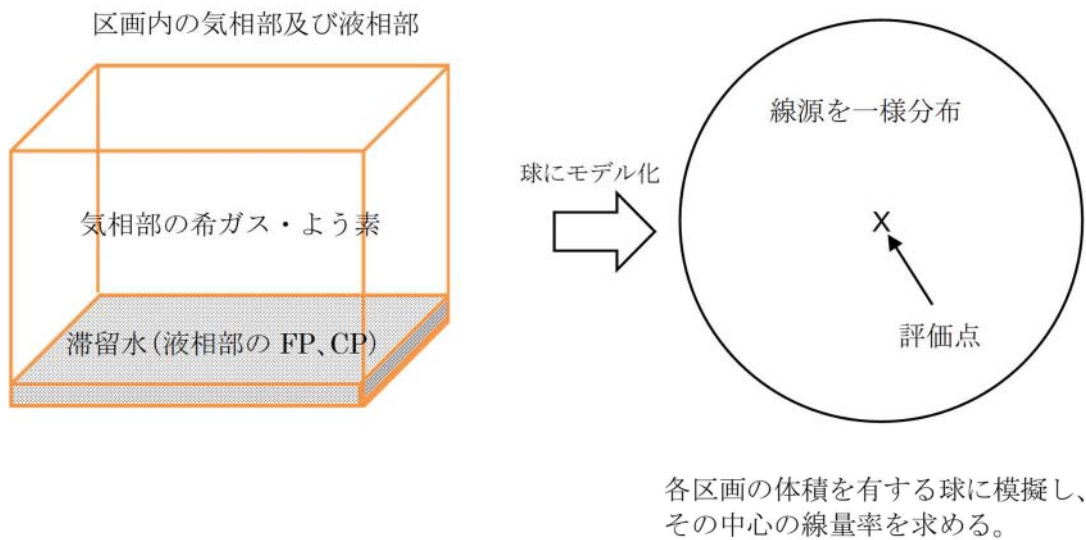 区画内の気相部及び液相部
気相部の希ガス・よう素
滞留水(液相部の FP、CP)
球にモデル化
線源を一様分布
X
評価点
各区画の体積を有する球に模擬し、
その中心の線量率を求める。